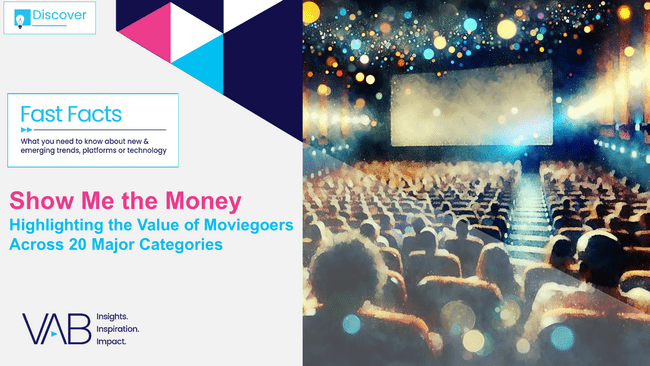 Discover
Fast Facts
What you need to know about new &
emerging trends, platforms or technology
Show Me the Money
Highlighting the Value of Moviegoers
Across 20 Major Categories
VAB
Insights.
Inspiration.
Impact.